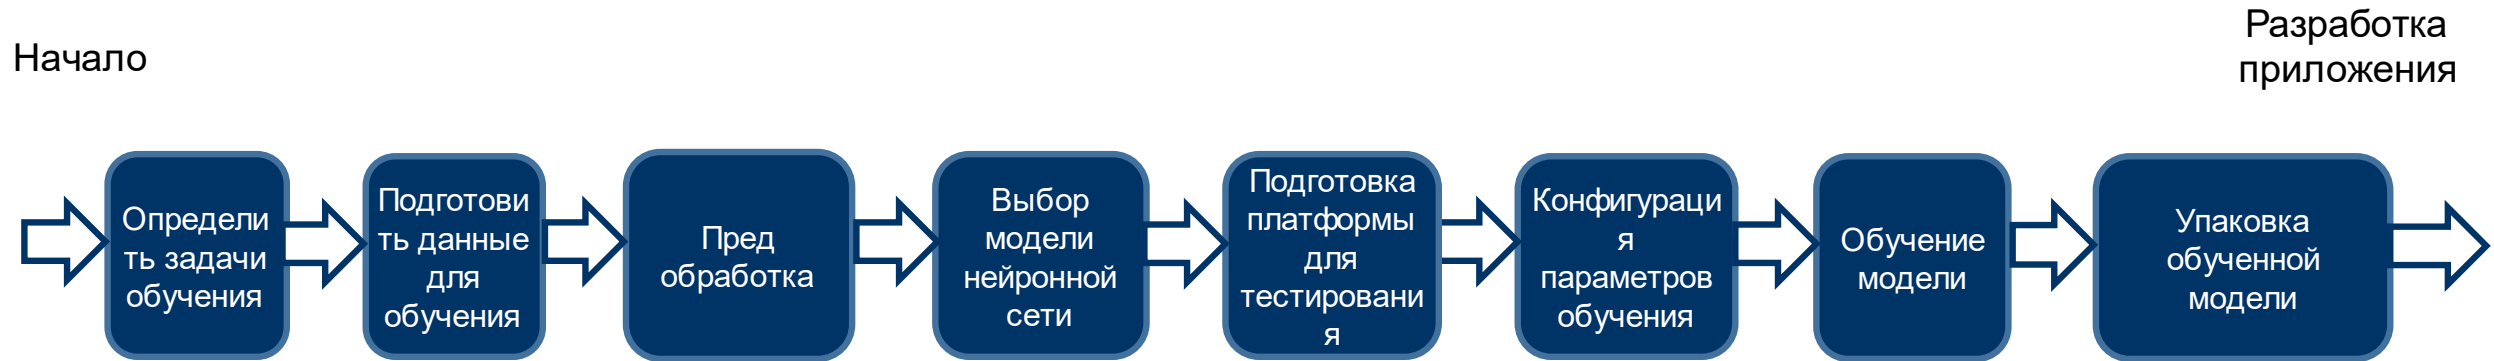 Начало
Разработка
приложения
Определи
ть задачи
обучения
Подготови
ть данные
для
обучения
Пред
обработка
Выбор
модели
нейронной
сети
Подготовка
платформы
для
тестировани
я
Конфигураци
я
параметров
обучения
Обучение
модели
Упаковка
обученной
модели